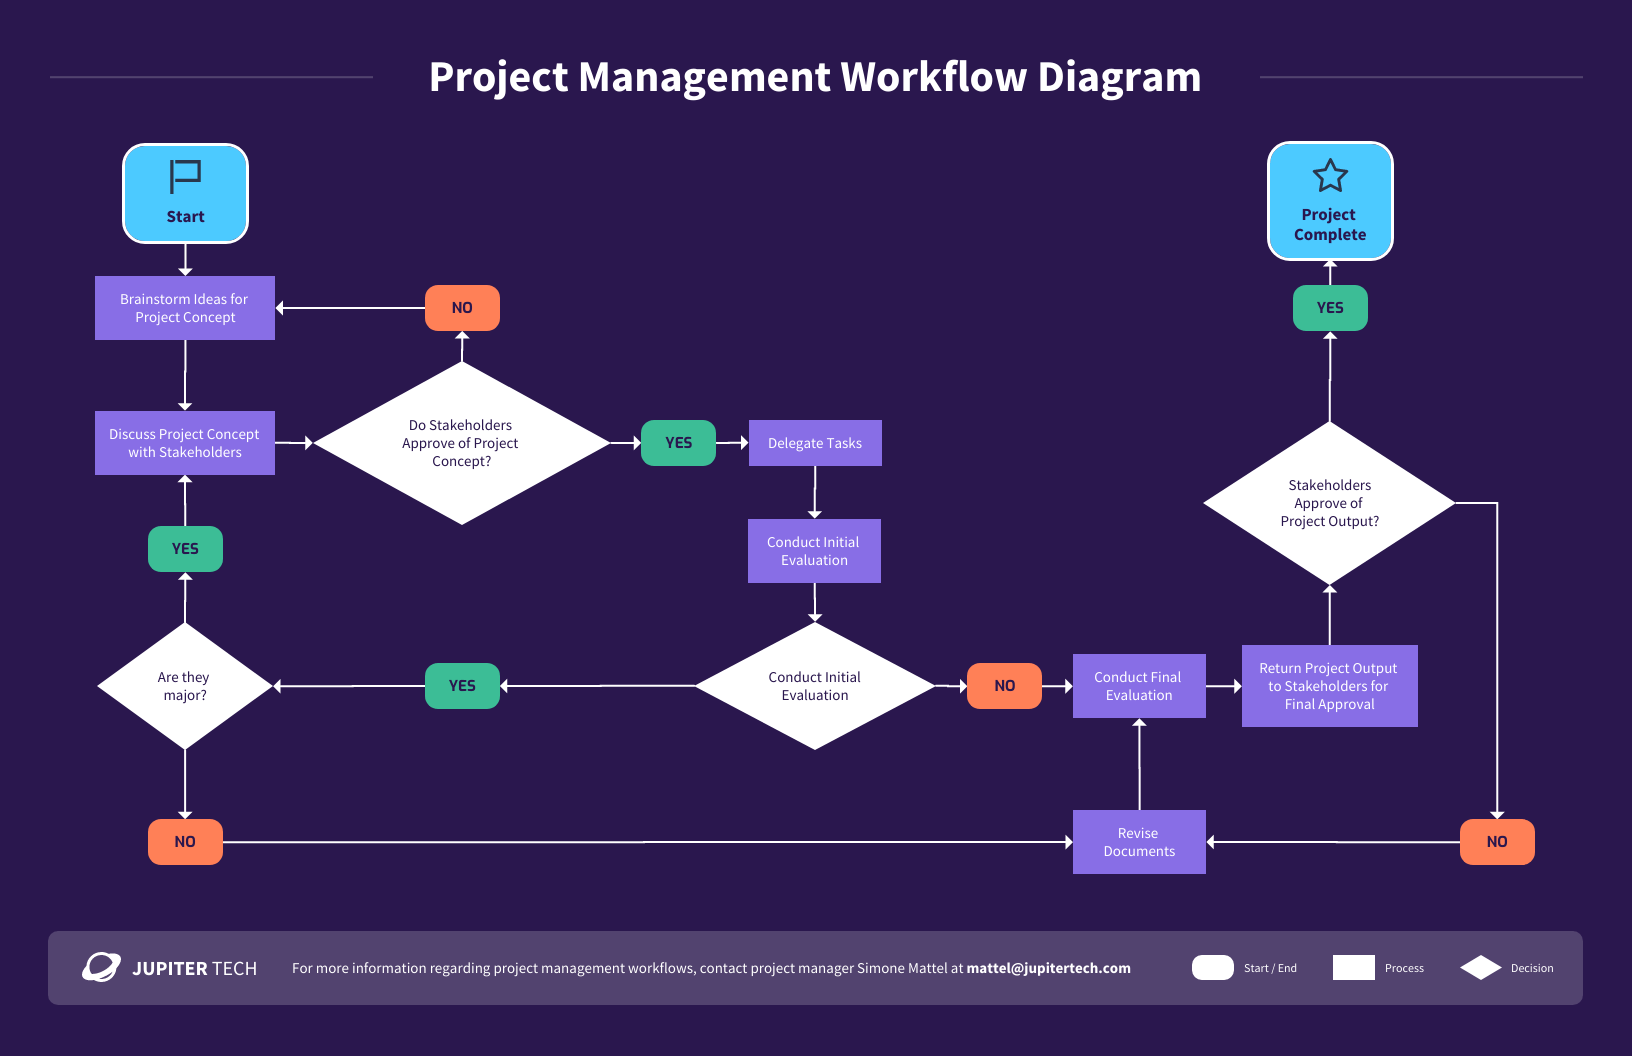 Project Management Workflow Diagram
Start
Project
Complete
Brainstorm Ideas for
Project Concept
NO
YES
Discuss Project Concept
with Stakeholders
Do Stakeholders
Approve of Project
Concept?
YES
Delegate Tasks
Stakeholders
Approve of
Project Output?
YES
Conduct Initial
Evaluation
Are they
major?
YES
Conduct Initial
Evaluation
NO
Conduct Final
Evaluation
Return Project Output
to Stakeholders for
Final Approval
NO
Revise
Documents
NO
JUPITER TECH
For more information regarding project management workflows, contact project manager Simone Mattel at mattel@jupitertech.com
Start / End
Process
Decision